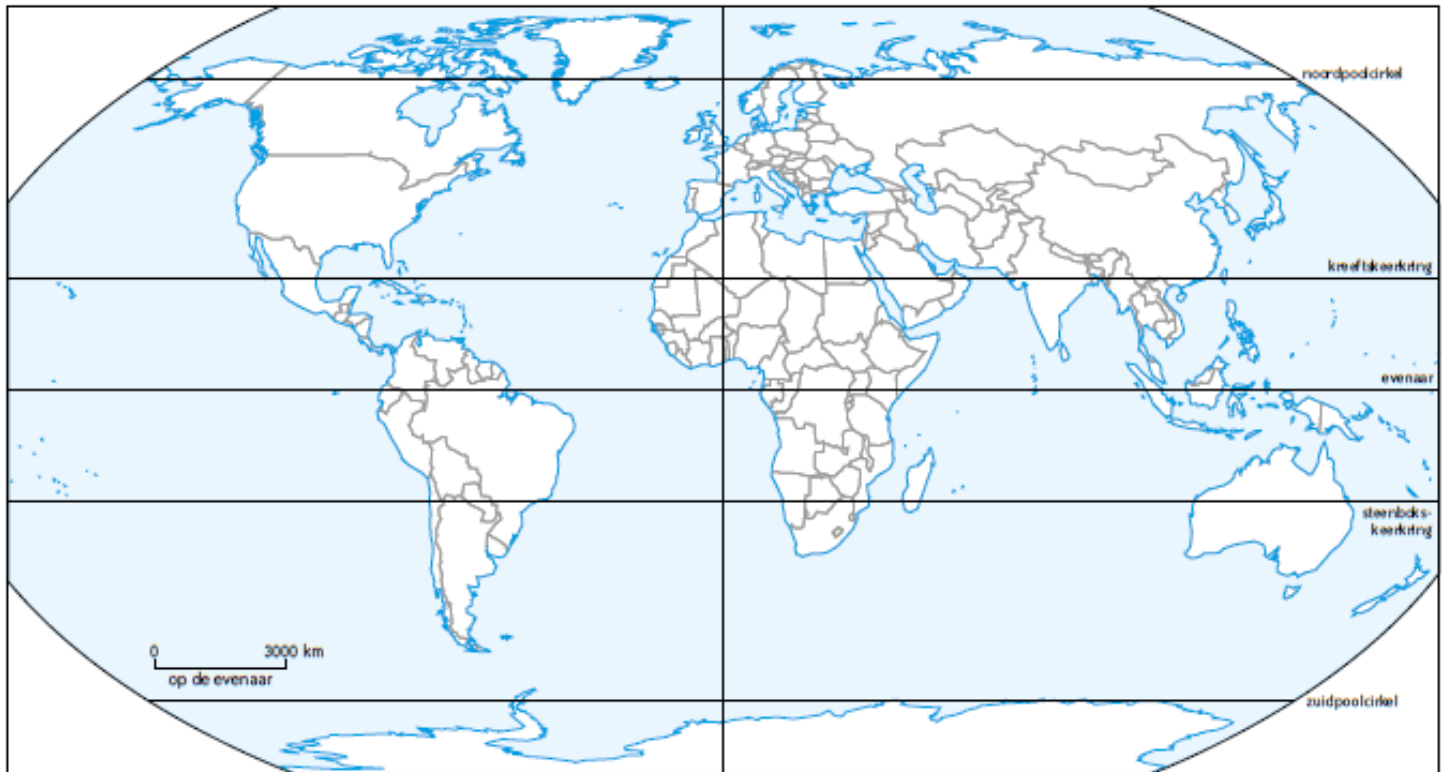 noordpoolcirkel
kreeftskeerkring
evenaar
steenboks-
keerkring
0 3000 km
op de evenaar
zuidpoolcirkel